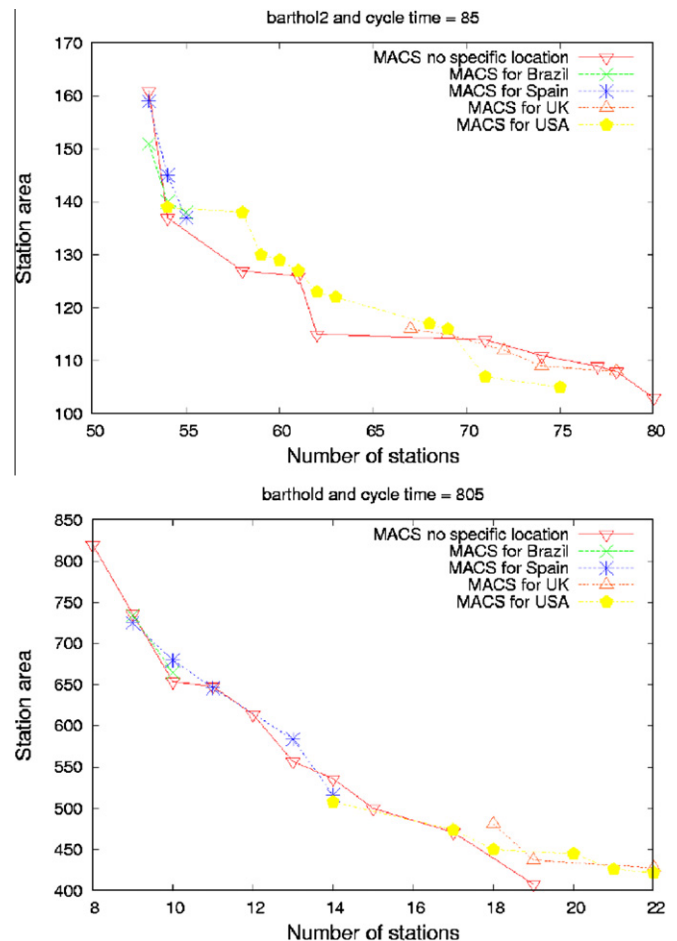 barthol2 and cycle time = 85
170
160
150
140
130
120
110
100
Station area
MACS no specific location
MACS for Brazil
MACS for Spain
MACS for UK
MACS for USA
50 55 60 65 70 75 80
Number of stations
barthold and cycle time = 805
850
800
750
700
650
600
550
500
450
400
Station area
MACS no specific location
MACS for Brazil
MACS for Spain
MACS for UK
MACS for USA
8 10 12 14 16 18 20 22
Number of stations